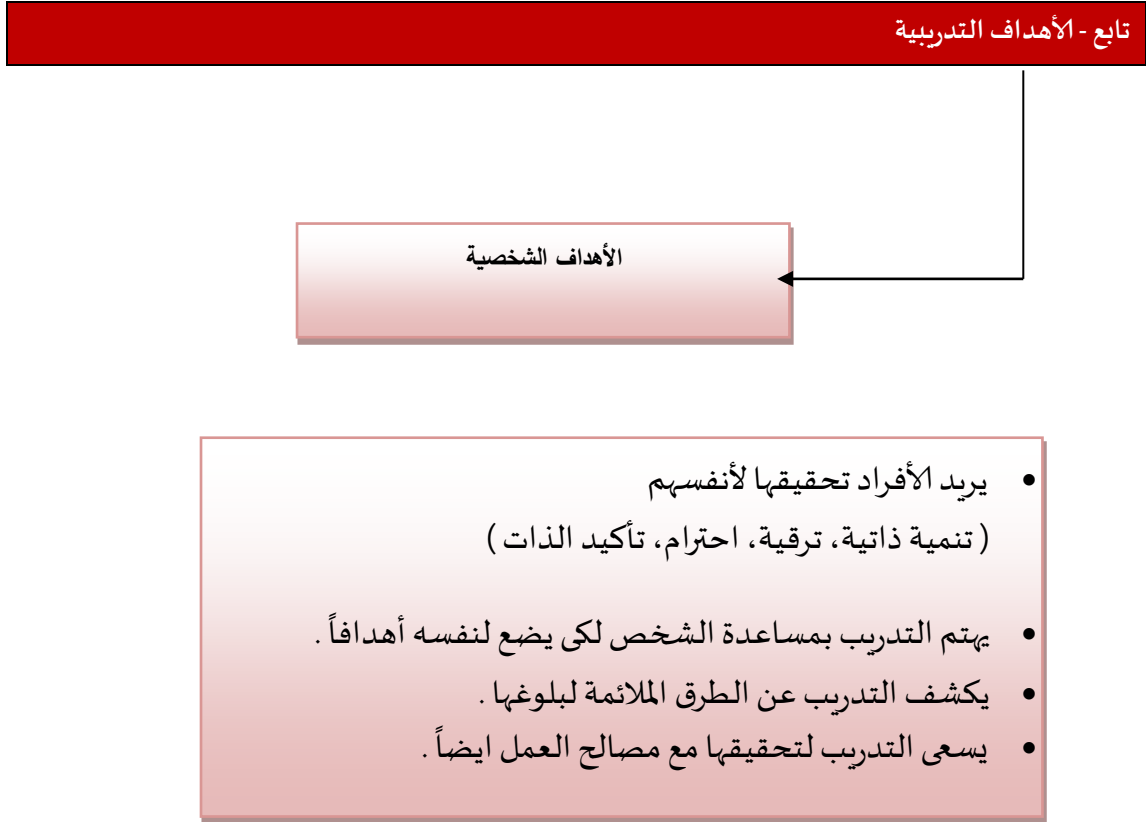 تابع - الأهداف التدريبية
الأهداف الشخصية
• يريد الأفراد تحقيقها لأنفسهم
( تنمية ذاتية، ترقية، احترام، تأكيد الذات )
• يهتم التدريب بمساعدة الشخص لكى يضع لنفسه أهدافاً .
• يكشف التدريب عن الطرق الملائمة لبلوغها .
• يسعى التدريب لتحقيقها مع مصالح العمل ايضاً .